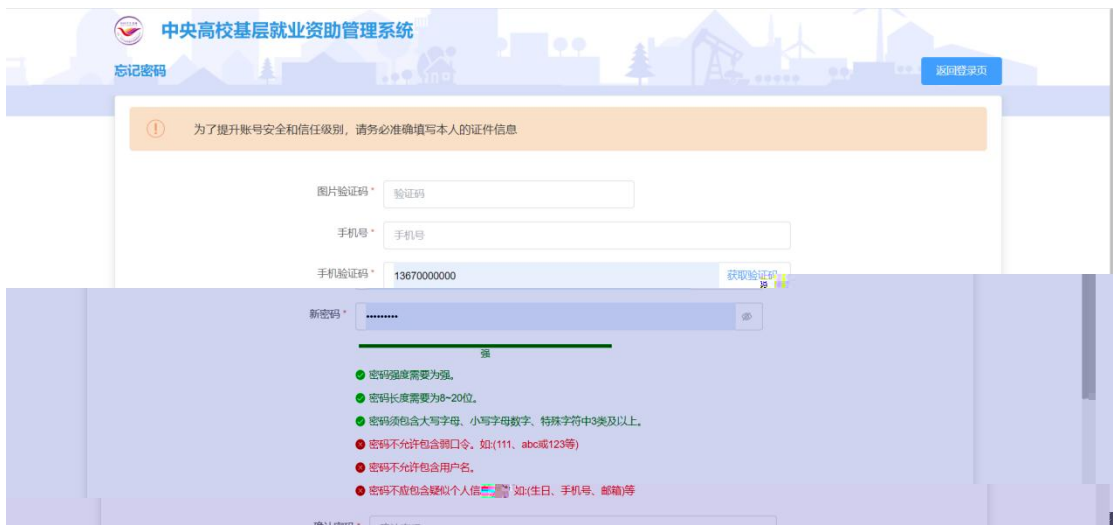 中央高校基层就业资助管理系统
忘记密码
返回登录页
为了提升账号安全和信任级别，请务必准确填写本人的证件信息
图片验证码 *
验证码
手机号 *
手机号
手机验证码 *
13670000000
获取验证码
新密码 *
•••••••••
强
密码强度需要为强。
密码长度需要为8~20位。
密码须包含大写字母、小写字母数字、特殊字符中3类及以上。
密码不允许包含弱口令。如:(111、abc或123等)
密码不允许包含用户名。
密码不应包含疑似个人信 如:(生日、手机号、邮箱)等